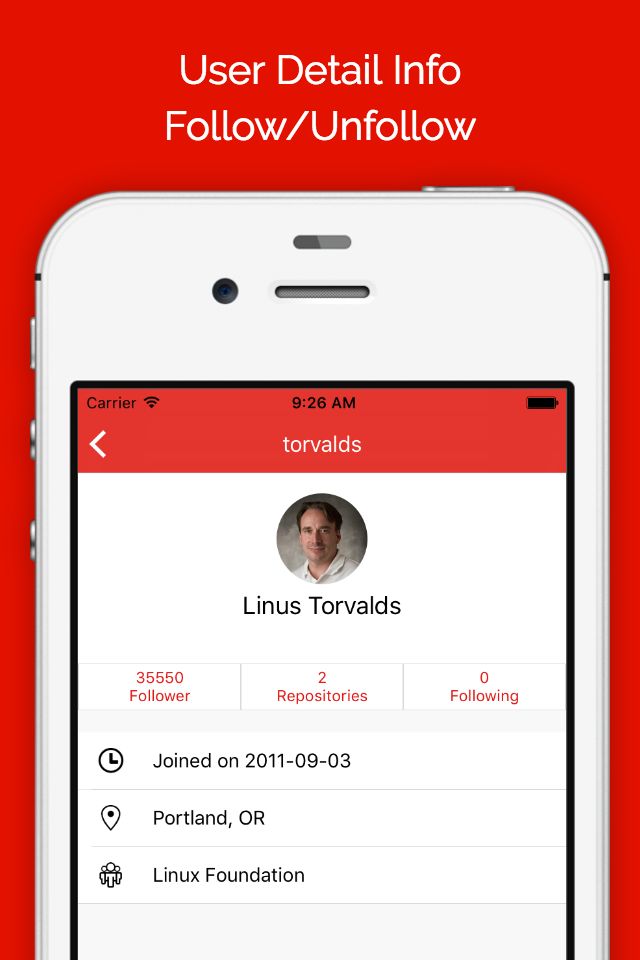 User Detail Info
Follow/Unfollow
Carrier 9:26 AM
torvalds
Linus Torvalds
35550 2 0
Follower Repositories Following
Joined on 2011-09-03
Portland, OR
Linux Foundation